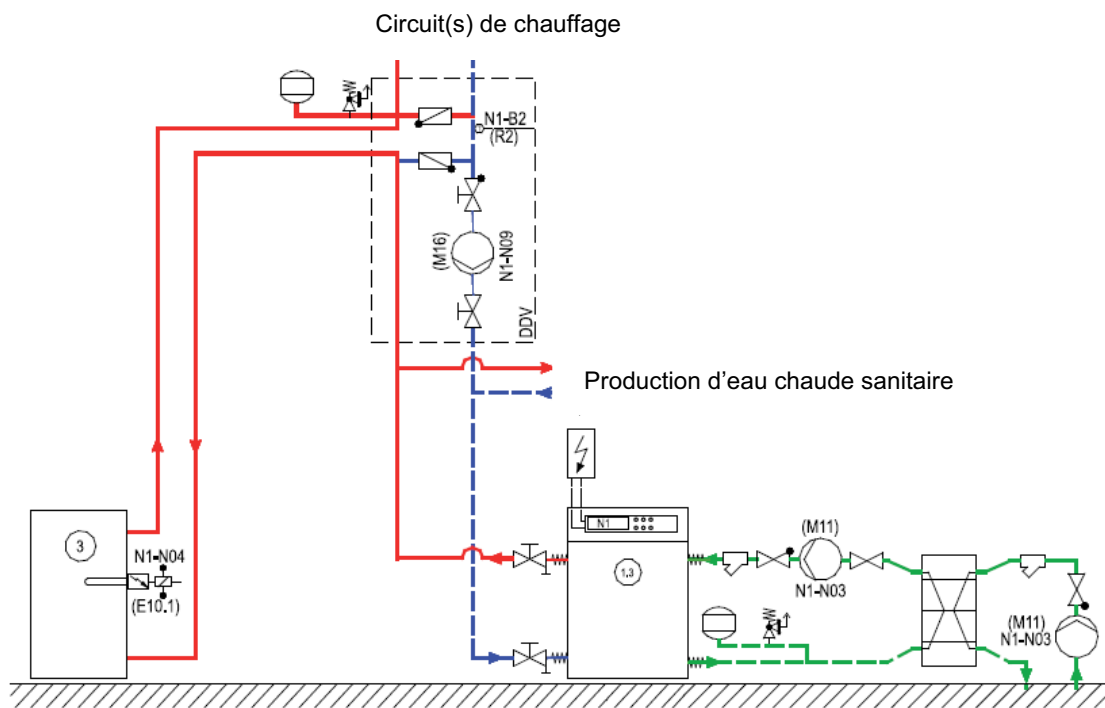 Circuit(s) de chauffage
N1-B2
(R2)
(M16)
N1-N09
DDV
Production d'eau chaude sanitaire
N1
3
N1-N04
(E10.1)
1,3
(M11)
N1-N03
(M11)
N1-N03